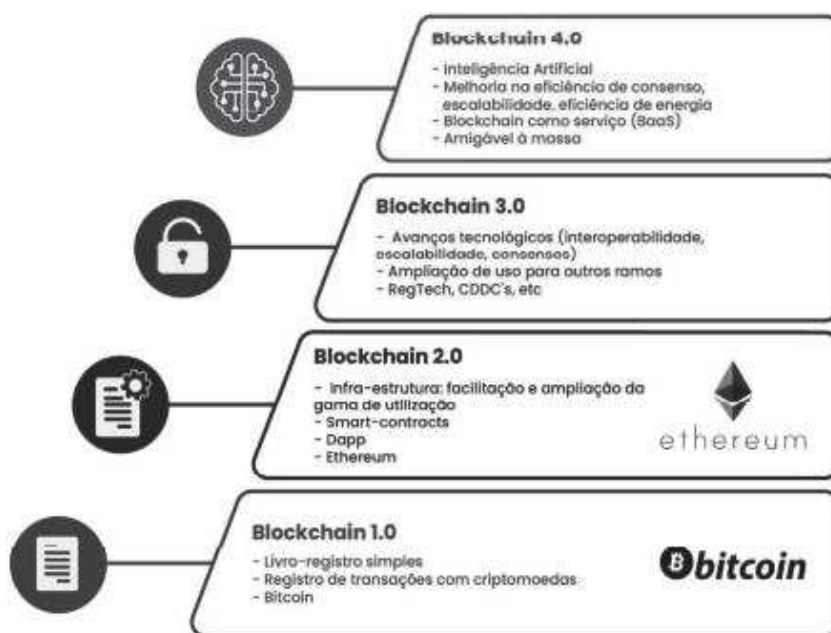 Blockchain 4.0
- Inteligência Artificial
- Melhoria na eficiência de consenso,
escalabilidade, eficiência de energia
- Blockchain como serviço (BaaS)
- Amigável à massa
Blockchain 3.0
- Avanços tecnológicos (interoperabilidade,
escalabilidade, consensos)
- Ampliação de uso para outros ramos
- RegTech, CDDC's, etc
Blockchain 2.0
- Infra-estrutura: facilitação e ampliação da
gama de utilização
- Smart-contracts
- Dapp
- Ethereum
ethereum
Blockchain 1.0
- Livro-registro simples
- Registro de transações com criptomoedas
- Bitcoin
bitcoin